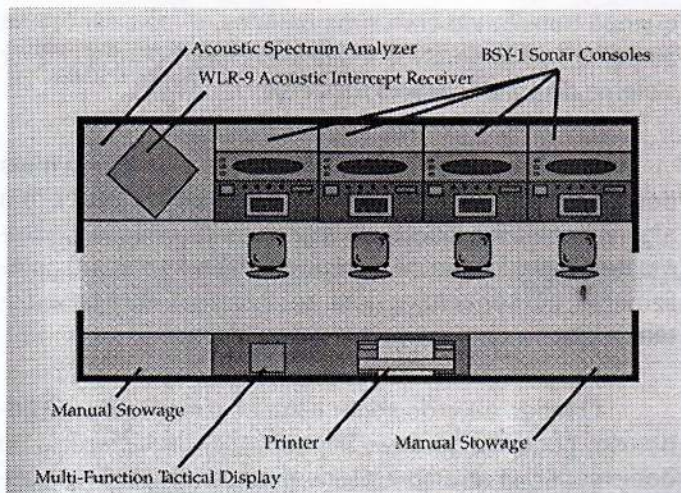 Acoustic Spectrum Analyzer
BSY-1 Sonar Consoles
WLR-9 Acoustic Intercept Receiver
Manual Stowage
Printer
Manual Stowage
Multi-Function Tactical Display